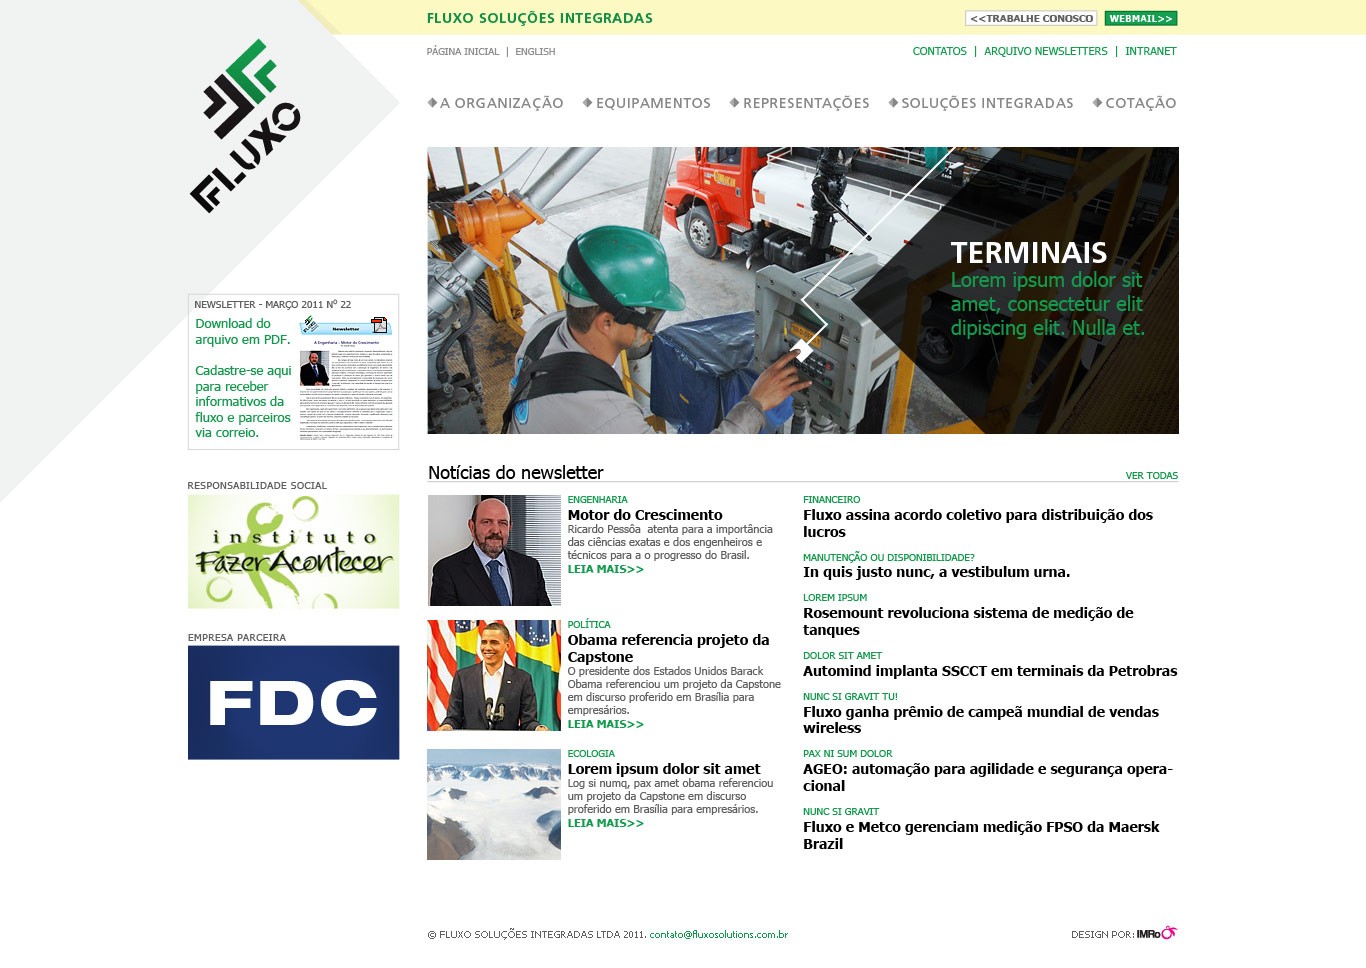 FLUXO SOLUÇÕES INTEGRADAS
<<TRABALHE CONOSCO
WEBMAIL>>
PÁGINA INICIAL | ENGLISH
CONTATOS | ARQUIVO NEWSLETTERS | INTRANET
FLUXO
A ORGANIZAÇÃO
EQUIPAMENTOS
REPRESENTAÇÕES
SOLUÇÕES INTEGRADAS
COTAÇÃO
TERMINAIS
Lorem ipsum dolor sit
amet, consectetur elit
dipiscing elit. Nulla et.
NEWSLETTER - MARÇO 2011 Nº 22
Download do
arquivo em PDF.
Cadastre-se aqui
para receber
informativos da
fluxo e parceiros
via correio.
FLUXO
Newsletter
A Engenharia - Motor do Crescimento
RESPONSABILIDADE SOCIAL
instituto
FazerAcontecer
EMPRESA PARCEIRA
FDC
Notícias do newsletter
VER TODAS
ENGENHARIA
Motor do Crescimento
Ricardo Pessôa atenta para a importância
das ciências exatas e dos engenheiros e
técnicos para a o progresso do Brasil.
LEIA MAIS>>
POLÍTICA
Obama referencia projeto da
Capstone
O presidente dos Estados Unidos Barack
Obama referenciou um projeto da Capstone
em discurso proferido em Brasília para
empresários.
LEIA MAIS>>
ECOLOGIA
Lorem ipsum dolor sit amet
Log si numq, pax amet obama referenciou
um projeto da Capstone em discurso
proferido em Brasília para empresários.
LEIA MAIS>>
FINANCEIRO
Fluxo assina acordo coletivo para distribuição dos
lucros
MANUTENÇÃO OU DISPONIBILIDADE?
In quis justo nunc, a vestibulum urna.
LOREM IPSUM
Rosemount revoluciona sistema de medição de
tanques
DOLOR SIT AMET
Automind implanta SSCCT em terminais da Petrobras
NUNC SI GRAVIT TU!
Fluxo ganha prêmio de campeã mundial de vendas
wireless
PAX NI SUM DOLOR
AGEO: automação para agilidade e segurança opera-
cional
NUNC SI GRAVIT
Fluxo e Metco gerenciam medição FPSO da Maersk
Brazil
© FLUXO SOLUÇÕES INTEGRADAS LTDA 2011. contato@fluxosolutions.com.br
DESIGN POR: IMRo